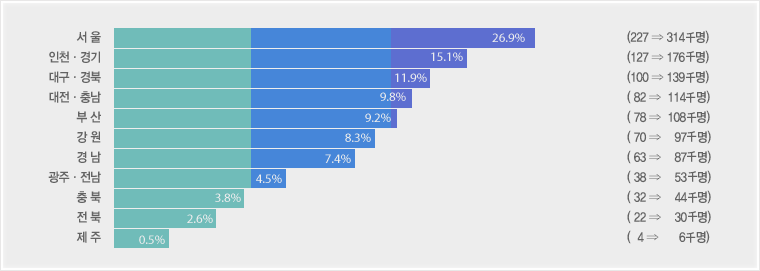 서 울 26.9% (227 ⇒ 314千명)
인천 · 경기 15.1% (127 ⇒ 176千명)
대구 · 경북 11.9% (100 ⇒ 139千명)
대전 · 충남 9.8% ( 82 ⇒ 114千명)
부 산 9.2% ( 78 ⇒ 108千명)
강 원 8.3% ( 70 ⇒ 97千명)
경 남 7.4% ( 63 ⇒ 87千명)
광주 · 전남 4.5% ( 38 ⇒ 53千명)
충 북 3.8% ( 32 ⇒ 44千명)
전 북 2.6% ( 22 ⇒ 30千명)
제 주 0.5% ( 4 ⇒ 6千명)